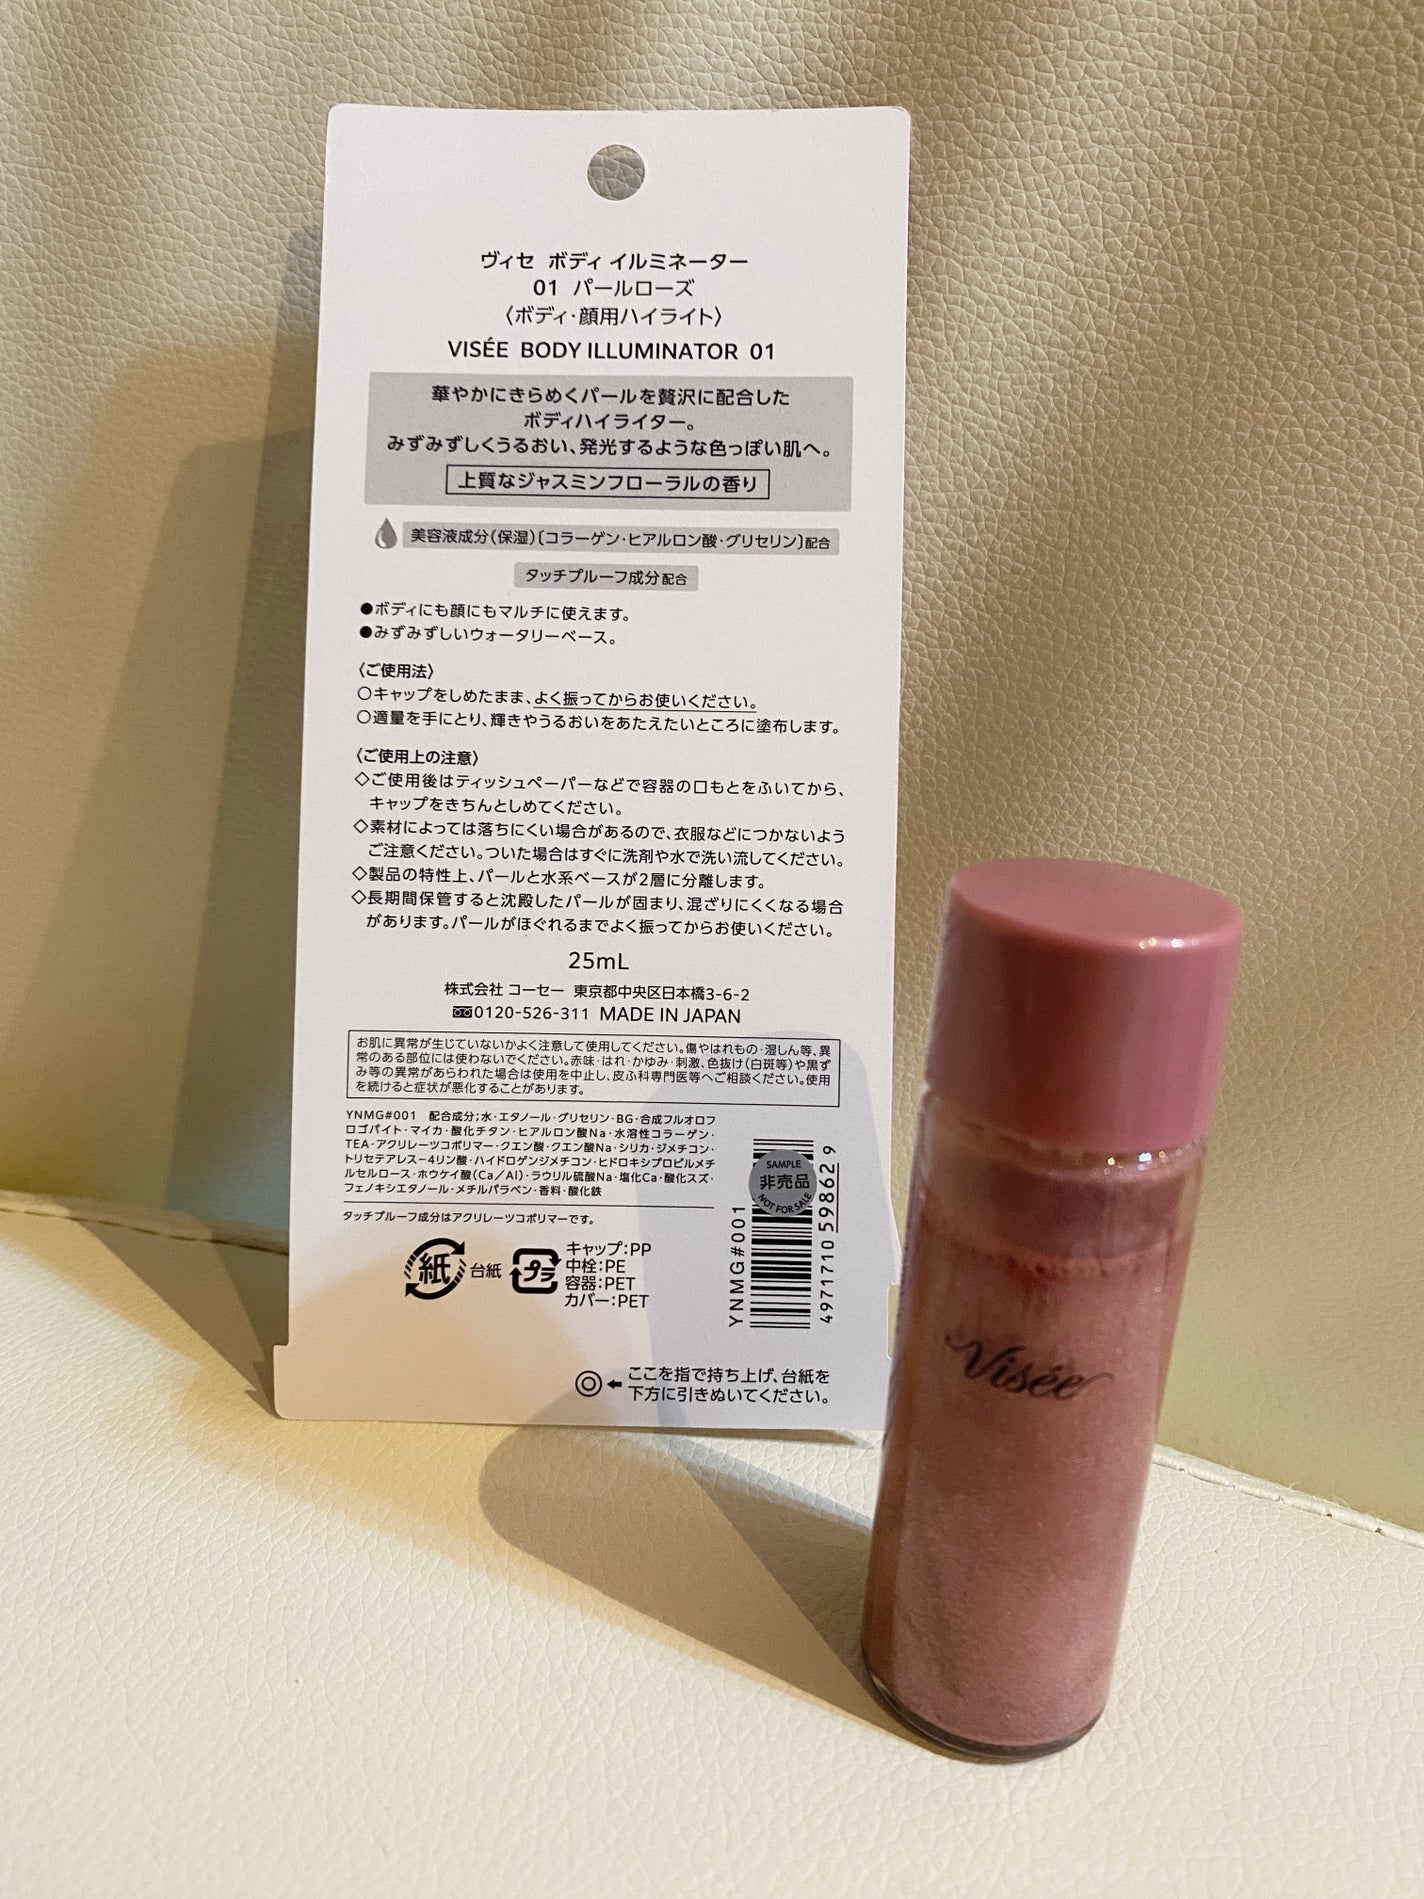 ヴィセ ボディ イルミネーター
01 パールローズ
〈ボディ・顔用ハイライト〉
VISÉE BODY ILLUMINATOR 01
華やかにきらめくパールを贅沢に配合した
ボディハイライター。
みずみずしくうるおい、発光するような色っぽい肌へ。
上質なジャスミンフローラルの香り
美容液成分(保湿)〔コラーゲン・ヒアルロン酸・グリセリン〕配合
タッチプルーフ成分配合
●ボディにも顔にもマルチに使えます。
●みずみずしいウォータリーベース。
〈ご使用法〉
○キャップをしめたまま、よく振ってからお使いください。
○適量を手にとり、輝きやうるおいをあたえたいところに塗布します。
〈ご使用上の注意〉
◇ご使用後はティッシュペーパーなどで容器の口もとをふいてから、
キャップをきちんとしめてください。
◇素材によっては落ちにくい場合があるので、衣服などにつかないよう
ご注意ください。ついた場合はすぐに洗剤や水で洗い流してください。
◇製品の特性上、パールと水系ベースが2層に分離します。
◇長期間保管すると沈殿したパールが固まり、混ざりにくくなる場合
があります。パールがほぐれるまでよく振ってからお使いください。
25mL
株式会社 コーセー 東京都中央区日本橋3-6-2
0120-526-311 MADE IN JAPAN
お肌に異常が生じていないかよく注意して使用してください。傷やはれもの・湿しん等、異
常のある部位には使わないでください。赤味・はれ・かゆみ・刺激、色抜け(白斑等)や黒ず
み等の異常があらわれた場合は使用を中止し、皮ふ科専門医等へご相談ください。使用
を続けると症状が悪化することがあります。
YNMG#001 配合成分;水・エタノール・グリセリン・BG・合成フルオロフ
ロゴパイト・マイカ・酸化チタン・ヒアルロン酸Na・水溶性コラーゲン・
TEA・アクリレーツコポリマー・クエン酸・クエン酸Na・シリカ・ジメチコン・
トリセテアレス-4リン酸・ハイドロゲンジメチコン・ヒドロキシプロピルメチ
ルセルロース・ホウケイ酸(Ca/Al)・ラウリル硫酸Na・塩化Ca・酸化スズ・
フェノキシエタノール・メチルパラベン・香料・酸化鉄
タッチプルーフ成分はアクリレーツコポリマーです。
紙 台紙
プラ
キャップ:PP
中栓:PE
容器:PET
カバー:PET
YNMG#001
SAMPLE
非売品
NOT FOR SALE
4971710 598629
◎←ここを指で持ち上げ、台紙を
下方に引きぬいてください。
Visée